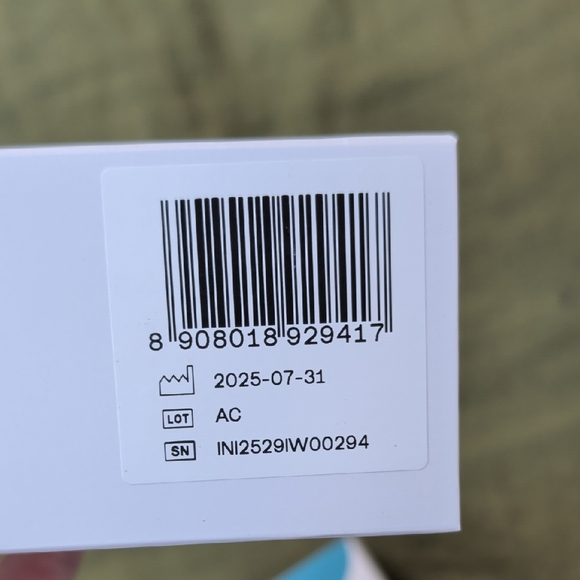 8 908018 929417
2025-07-31
LOT AC
SN INI2529IW00294